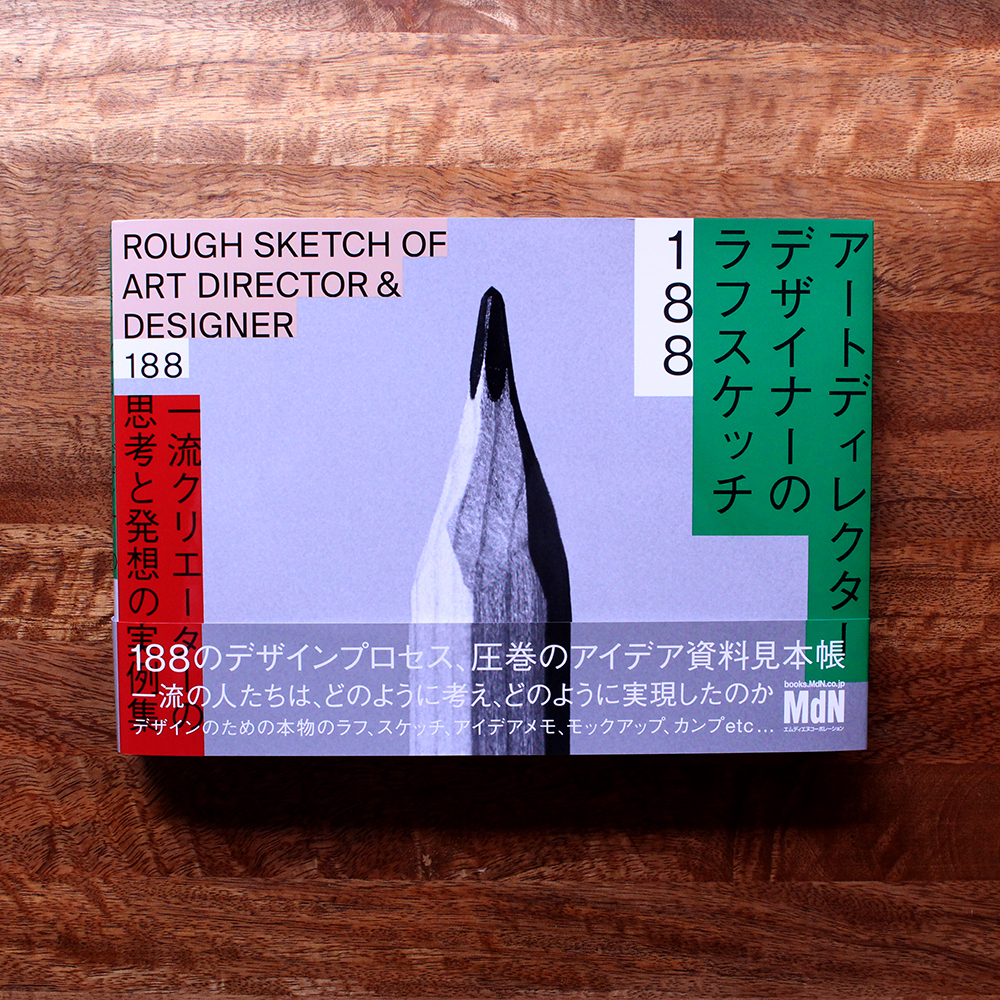 ROUGH SKETCH OF
ART DIRECTOR &
DESIGNER
188
アートディレクター
デザイナーの
ラフスケッチ
188
一流クリエーターの
思考と発想の実例集
188のデザインプロセス、圧巻のアイデア資料見本帳
一流の人たちは、どのように考え、どのように実現したのか
デザインのための本物のラフ、スケッチ、アイデアメモ、モックアップ、カンプetc…
books.MdN.co.jp
MdN
エムディエヌコーポレーション